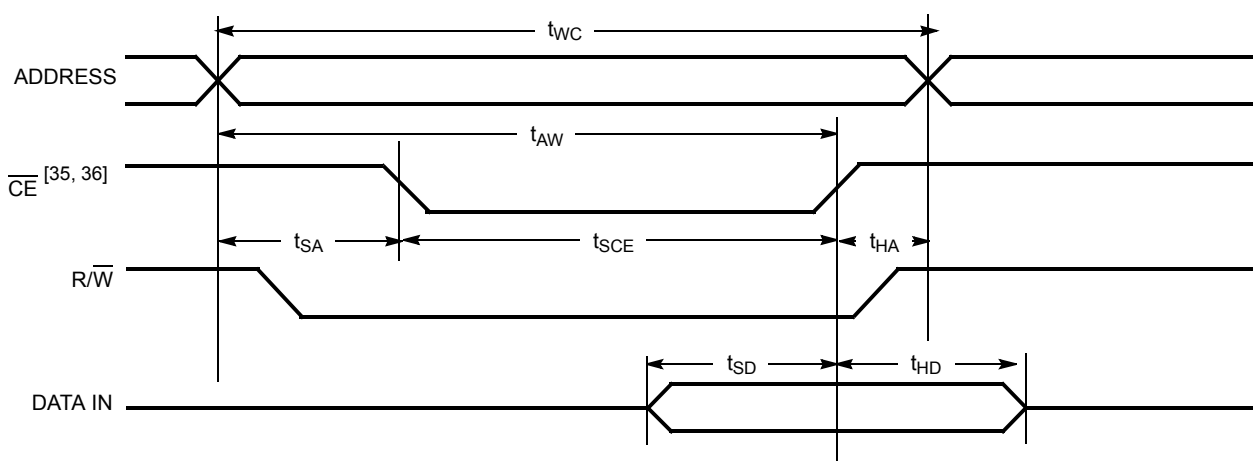 tWC
ADDRESS
tAW
CE [35, 36]
tSA
tSCE
tHA
R/W
tSD
tHD
DATA IN